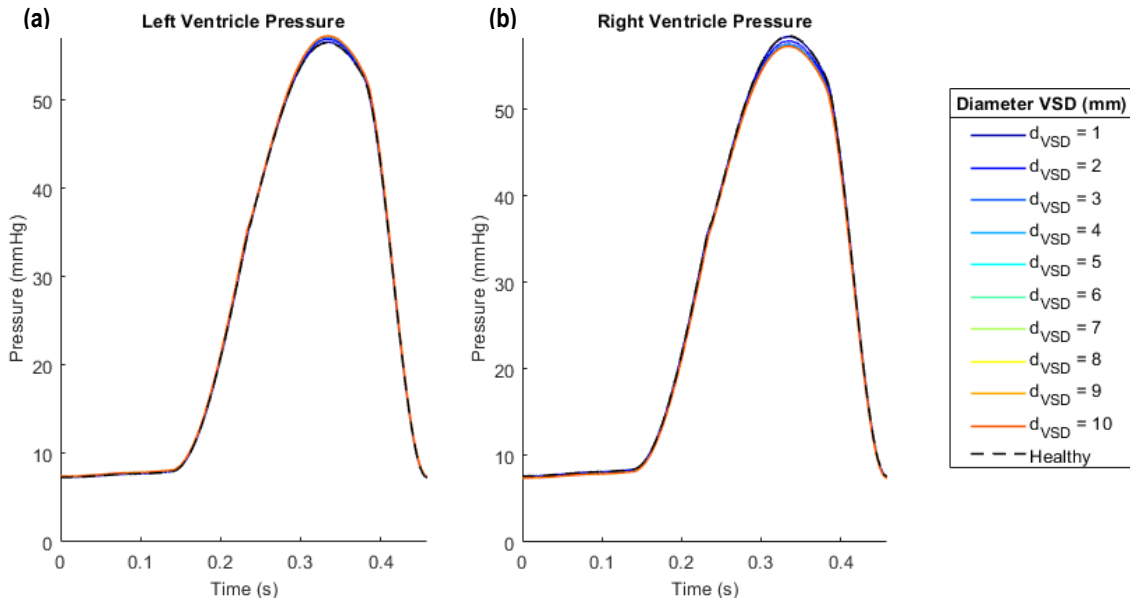 (a)
Left Ventricle Pressure
Pressure (mmHg)
50
40
30
20
10
0
0 0.1 0.2 0.3 0.4
Time (s)
(b)
Right Ventricle Pressure
Pressure (mmHg)
50
40
30
20
10
0
0 0.1 0.2 0.3 0.4
Time (s)
Diameter VSD (mm)
d_VSD = 1
d_VSD = 2
d_VSD = 3
d_VSD = 4
d_VSD = 5
d_VSD = 6
d_VSD = 7
d_VSD = 8
d_VSD = 9
d_VSD = 10
Healthy